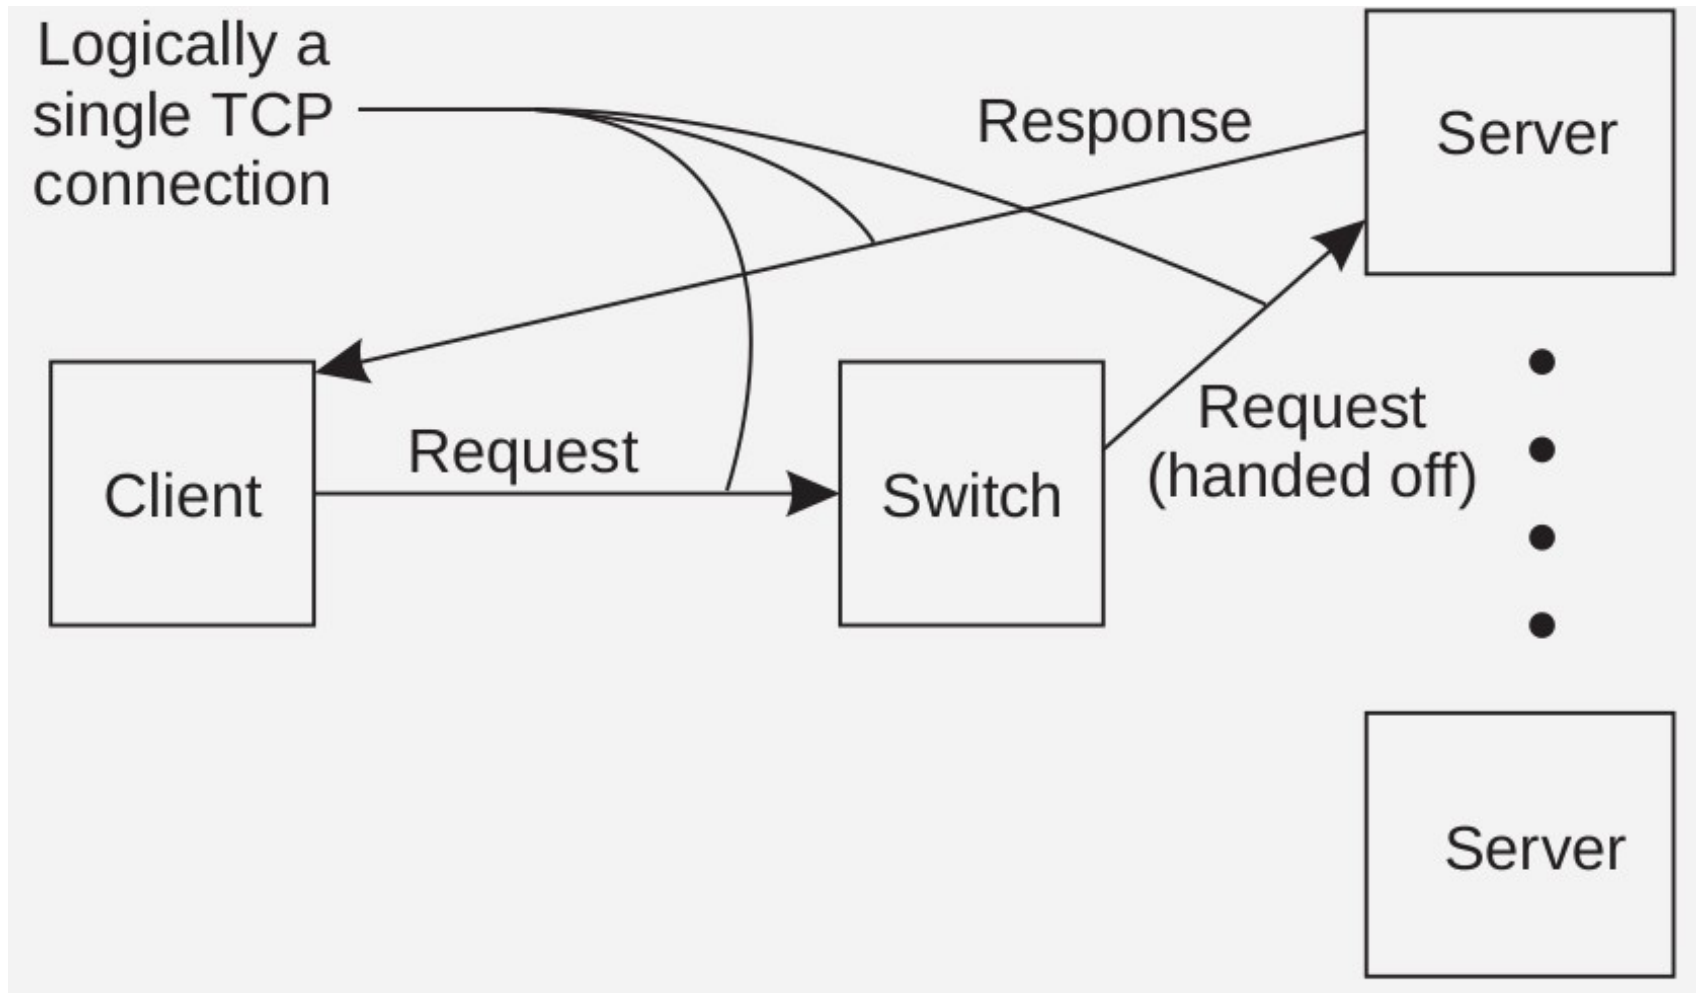 Logically a
single TCP
connection
Response
Server
Client
Request
Switch
Request
(handed off)
Server